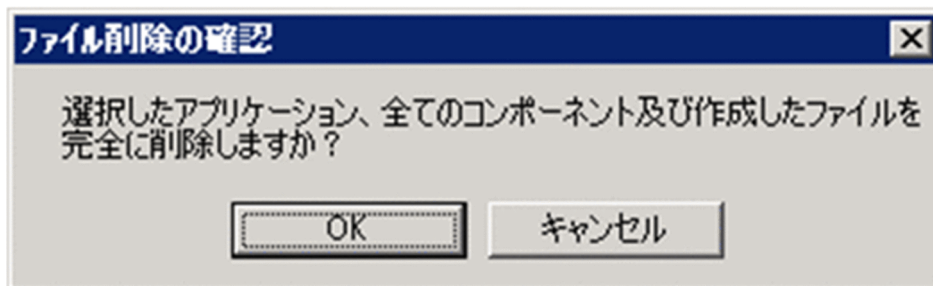 ファイル削除の確認
選択したアプリケーション、全てのコンポーネント及び作成したファイルを
完全に削除しますか？
OK
キャンセル